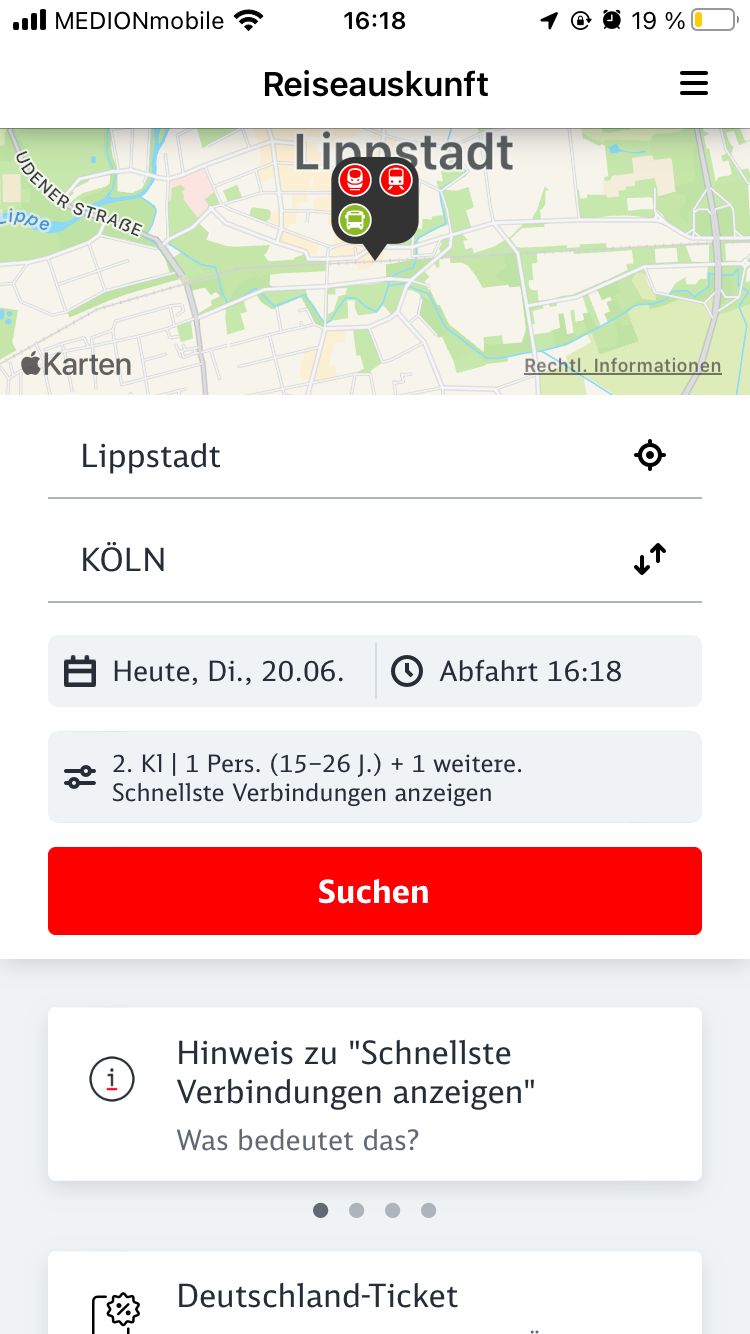 MEDIONmobile 16:18 19 %
Reiseauskunft
Lippstadt
UDENER STRAẞE
Lippe
Karten
Rechtl. Informationen
Lippstadt
KÖLN
Heute, Di., 20.06. Abfahrt 16:18
2. Kl | 1 Pers. (15–26 J.) + 1 weitere.
Schnellste Verbindungen anzeigen
Suchen
Hinweis zu "Schnellste
Verbindungen anzeigen"
Was bedeutet das?
Deutschland-Ticket